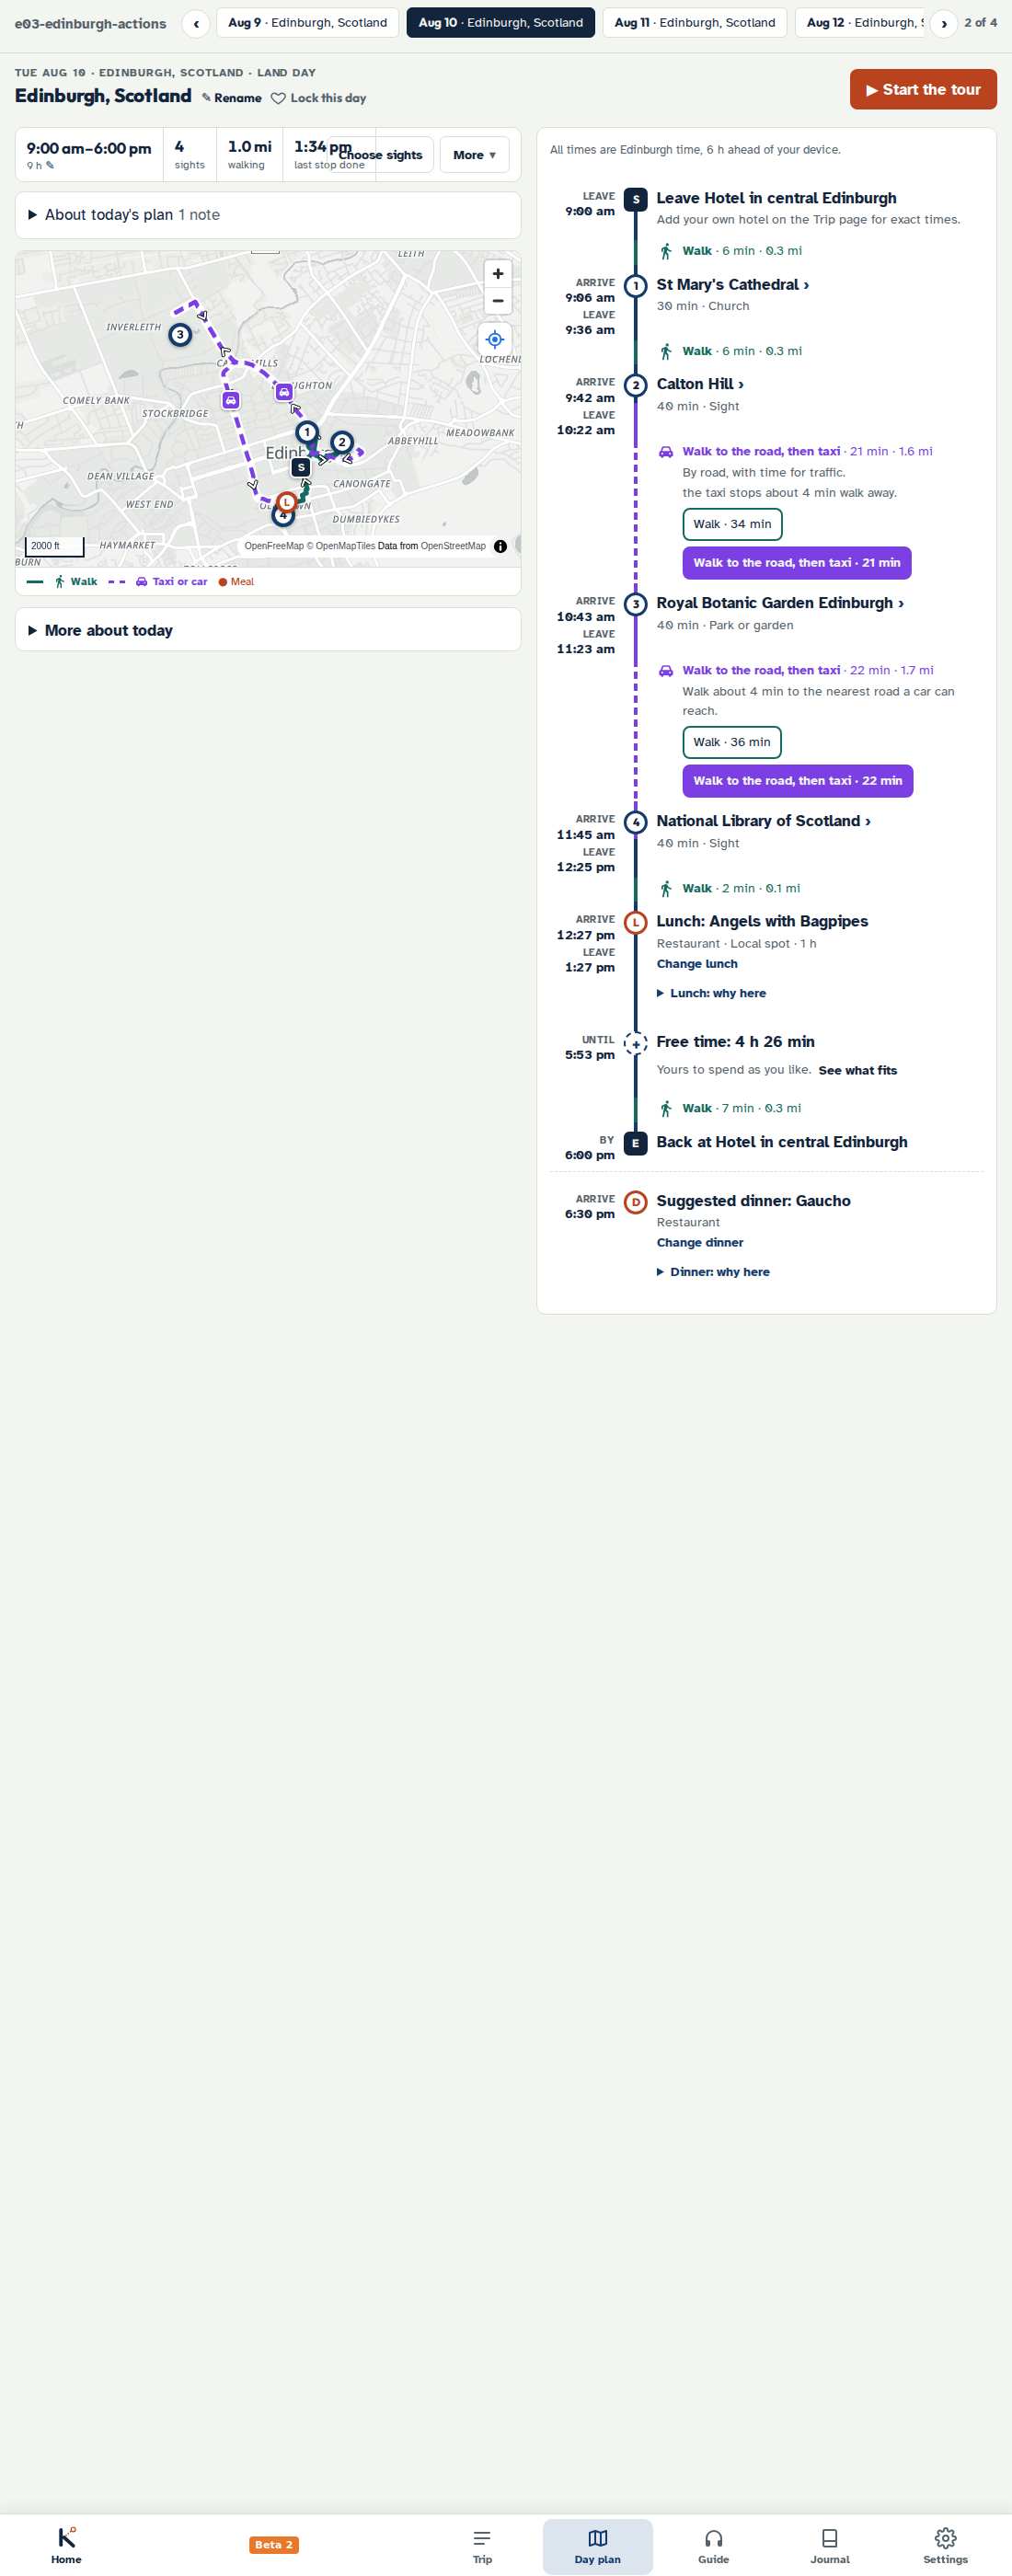 e03-edinburgh-actions
‹
Aug 9 · Edinburgh, Scotland
Aug 10 · Edinburgh, Scotland
Aug 11 · Edinburgh, Scotland
Aug 12 · Edinburgh, S
›
2 of 4
TUE AUG 10 · EDINBURGH, SCOTLAND · LAND DAY
Edinburgh, Scotland ✎ Rename Lock this day
▶ Start the tour
9:00 am–6:00 pm
9 h ✎
4
sights
1.0 mi
walking
1:34 pm
last stop done
Choose sights
More ▾
▶ About today's plan 1 note
LEITH
INVERLEITH
3
LOCHEN
COMELY BANK
STOCKBRIDGE
1
2
ABBEYHILL
MEADOWBANK
S
DEAN VILLAGE
CANONGATE
WEST END
L
4
DUMBIEDYKES
HAYMARKET
BURN
+
−
2000 ft
OpenFreeMap © OpenMapTiles Data from OpenStreetMap
Walk
Taxi or car
Meal
▶ More about today
All times are Edinburgh time, 6 h ahead of your device.
LEAVE
9:00 am
S
Leave Hotel in central Edinburgh
Add your own hotel on the Trip page for exact times.
Walk · 6 min · 0.3 mi
ARRIVE
9:06 am
LEAVE
9:36 am
1
St Mary's Cathedral ›
30 min · Church
Walk · 6 min · 0.3 mi
ARRIVE
9:42 am
LEAVE
10:22 am
2
Calton Hill ›
40 min · Sight
Walk to the road, then taxi · 21 min · 1.6 mi
By road, with time for traffic.
the taxi stops about 4 min walk away.
Walk · 34 min
Walk to the road, then taxi · 21 min
ARRIVE
10:43 am
LEAVE
11:23 am
3
Royal Botanic Garden Edinburgh ›
40 min · Park or garden
Walk to the road, then taxi · 22 min · 1.7 mi
Walk about 4 min to the nearest road a car can
reach.
Walk · 36 min
Walk to the road, then taxi · 22 min
ARRIVE
11:45 am
LEAVE
12:25 pm
4
National Library of Scotland ›
40 min · Sight
Walk · 2 min · 0.1 mi
ARRIVE
12:27 pm
LEAVE
1:27 pm
L
Lunch: Angels with Bagpipes
Restaurant · Local spot · 1 h
Change lunch
▶ Lunch: why here
UNTIL
5:53 pm
+
Free time: 4 h 26 min
Yours to spend as you like. See what fits
Walk · 7 min · 0.3 mi
BY
6:00 pm
E
Back at Hotel in central Edinburgh
ARRIVE
6:30 pm
D
Suggested dinner: Gaucho
Restaurant
Change dinner
▶ Dinner: why here
Home
Beta 2
Trip
Day plan
Guide
Journal
Settings